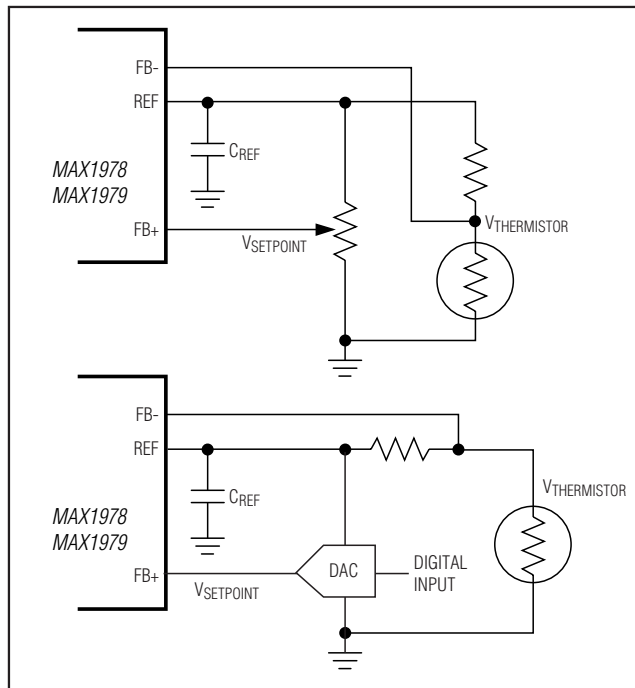 FB-
REF
MAX1978
MAX1979
CREF
FB+
VSETPOINT
VTHERMISTOR
FB-
REF
MAX1978
MAX1979
CREF
VTHERMISTOR
FB+
VSETPOINT
DAC
DIGITAL
INPUT